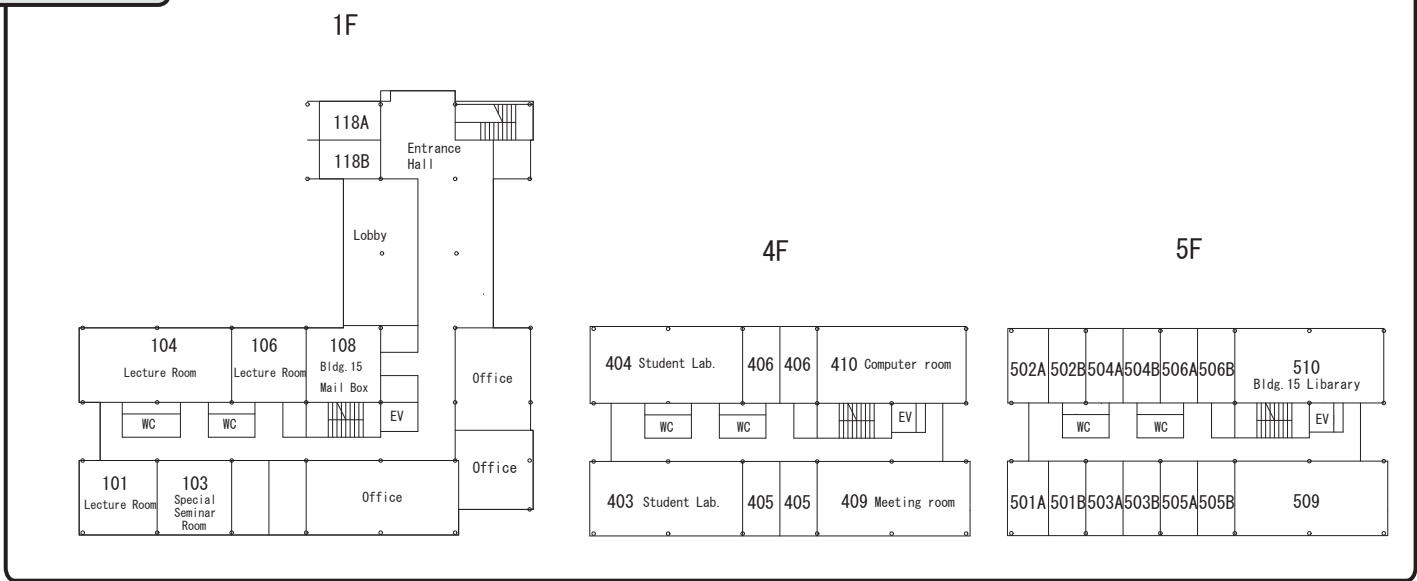 1F
118A
118B
Entrance
Hall
Lobby
104
Lecture Room
106
Lecture Room
108
Bldg.15
Mail Box
Office
WC
WC
EV
Office
101
Lecture Room
103
Special
Seminar
Room
Office
4F
404 Student Lab.
406
406
410 Computer room
WC
WC
EV
403 Student Lab.
405
405
409 Meeting room
5F
502A
502B
504A
504B
506A
506B
510
Bldg.15 Libarary
WC
WC
EV
501A
501B
503A
503B
505A
505B
509